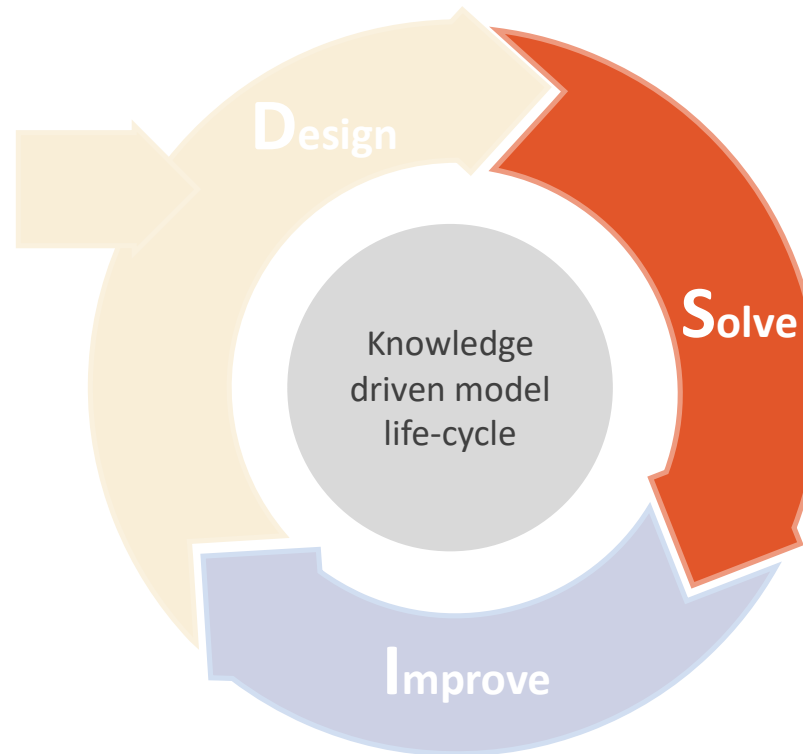 Design
Solve
Knowledge
driven model
life-cycle
Improve